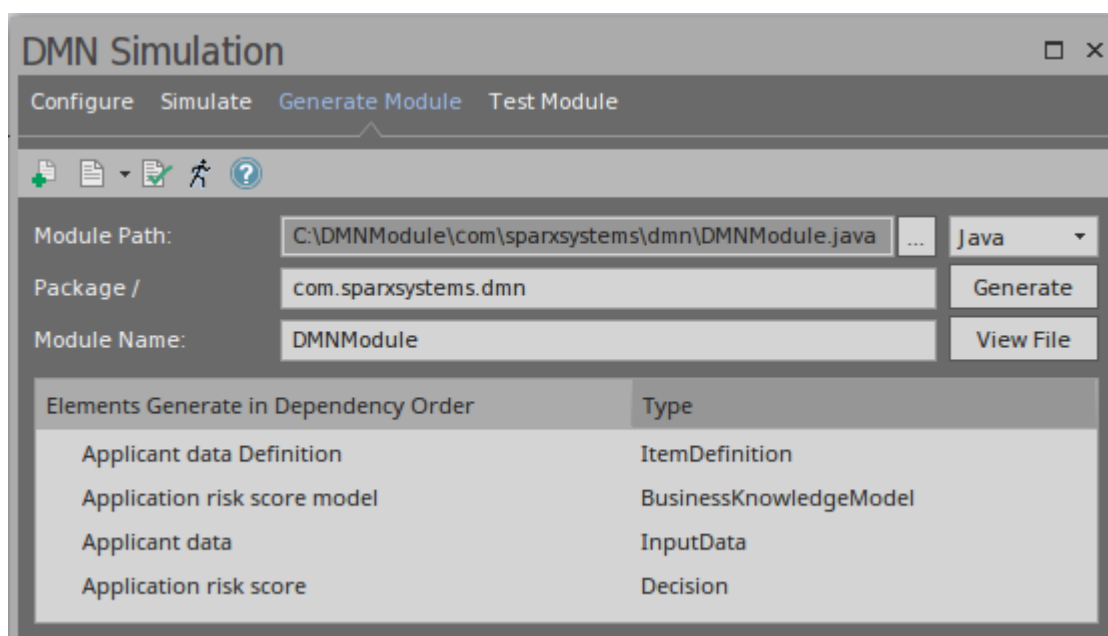 DMN Simulation
Configure Simulate Generate Module Test Module
Module Path: C:\DMNModule\com\sparxsystems\dmn\DMNModule.java ... Java
Package / com.sparxsystems.dmn Generate
Module Name: DMNModule View File
Elements Generate in Dependency Order Type
Applicant data Definition ItemDefinition
Application risk score model BusinessKnowledgeModel
Applicant data InputData
Application risk score Decision